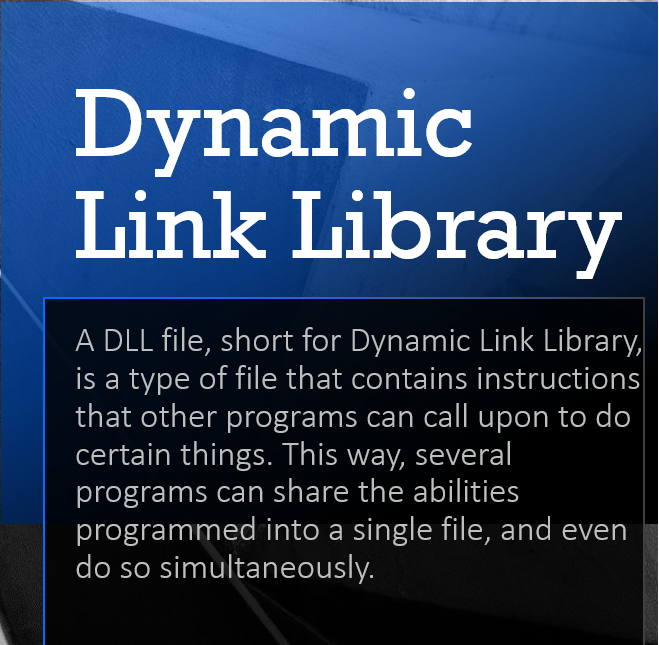 Dynamic
Link Library
A DLL file, short for Dynamic Link Library,
is a type of file that contains instructions
that other programs can call upon to do
certain things. This way, several
programs can share the abilities
programmed into a single file, and even
do so simultaneously.